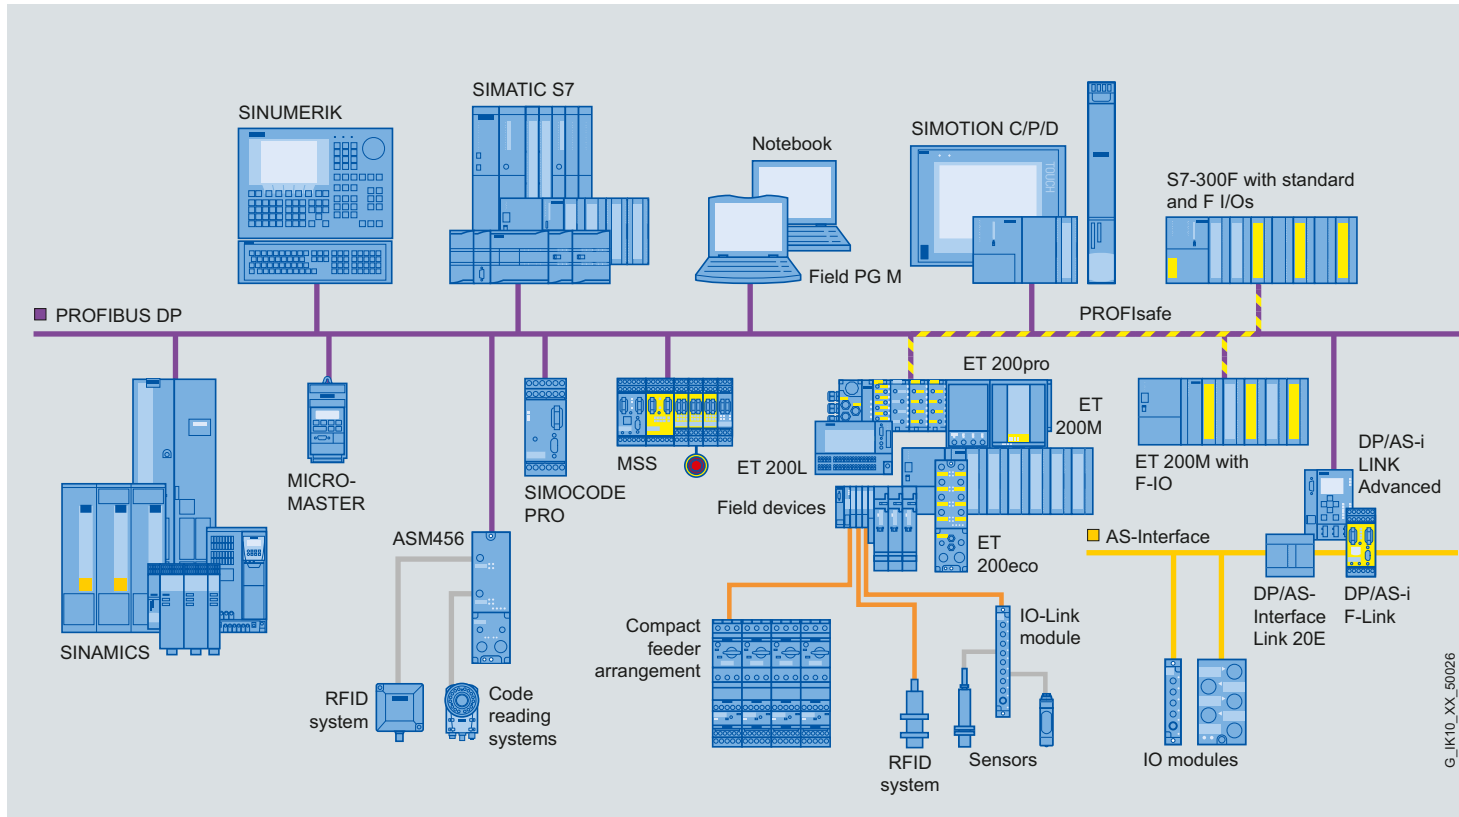 SIMATIC S7
SINUMERIK
Notebook
SIMOTION C/P/D
TOUCH
S7-300F with standard
and F I/Os
Field PG M
PROFIBUS DP
PROFIsafe
ET 200pro
ET
200M
ET 200L
MSS
MICRO-
MASTER
SIMOCODE
PRO
ET 200M with
F-IO
DP/AS-i
LINK
Advanced
Field devices
ASM456
ET
200eco
AS-Interface
DP/AS-
Interface
Link 20E
DP/AS-i
F-Link
SINAMICS
Compact
feeder
arrangement
IO-Link
module
RFID
system
Code
reading
systems
RFID
system
Sensors
IO modules
G_IK10_XX_50026